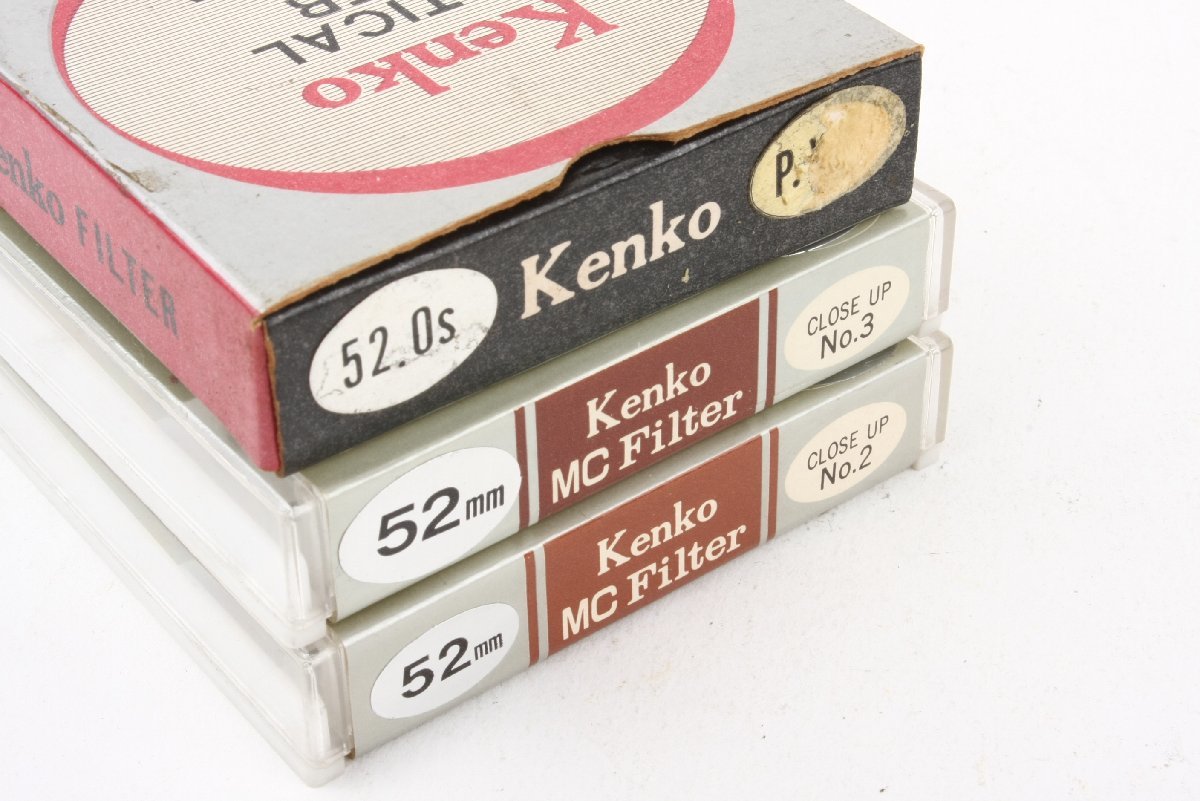 Kenko
TICAL
Kenko FILTER
52.0s
Kenko
P.
52mm
Kenko
MC Filter
CLOSE UP
No.3
52mm
Kenko
MC Filter
CLOSE UP
No.2